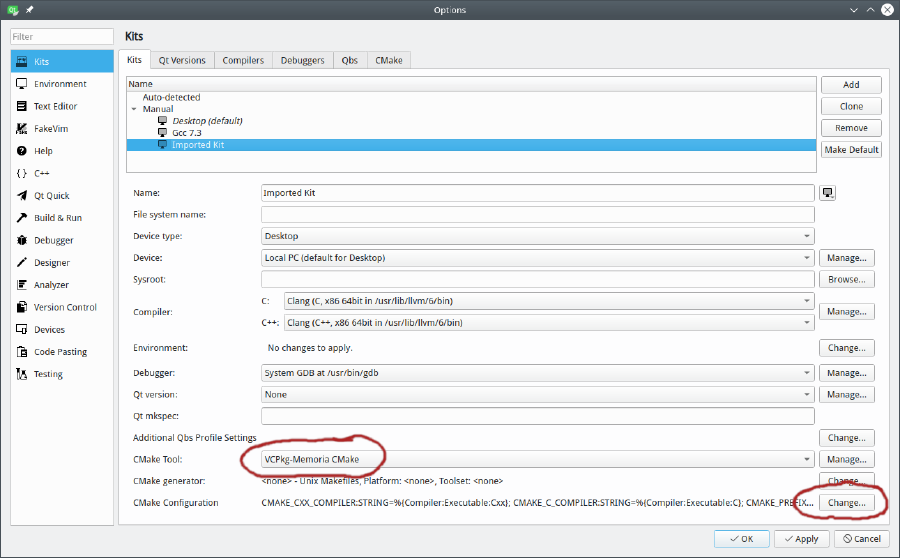 Options
Filter
Kits
Kits
Environment
Text Editor
FakeVim
Help
C++
Qt Quick
Build & Run
Debugger
Designer
Analyzer
Version Control
Devices
Code Pasting
Testing
Kits Qt Versions Compilers Debuggers Qbs CMake
Name
Auto-detected
Manual
Desktop (default)
Gcc 7.3
Imported Kit
Add
Clone
Remove
Make Default
Name: Imported Kit
File system name:
Device type: Desktop
Device: Local PC (default for Desktop) Manage...
Sysroot: Browse...
Compiler: C: Clang (C, x86 64bit in /usr/lib/llvm/6/bin) Manage...
C++: Clang (C++, x86 64bit in /usr/lib/llvm/6/bin)
Environment: No changes to apply. Change...
Debugger: System GDB at /usr/bin/gdb Manage...
Qt version: None Manage...
Qt mkspec:
Additional Qbs Profile Settings Change...
CMake Tool: VCPkg-Memoria CMake Manage...
CMake generator: <none> - Unix Makefiles, Platform: <none>, Toolset: <none> Change...
CMake Configuration CMAKE_CXX_COMPILER:STRING=%{Compiler:Executable:Cxx}; CMAKE_C_COMPILER:STRING=%{Compiler:Executable:C}; CMAKE_PREFIX... Change...
OK Apply Cancel